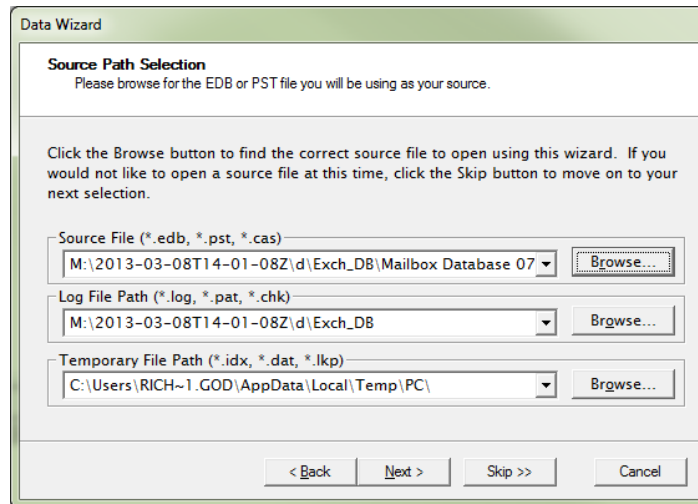 Data Wizard
Source Path Selection
Please browse for the EDB or PST file you will be using as your source.
Click the Browse button to find the correct source file to open using this wizard.  If you
would not like to open a source file at this time, click the Skip button to move on to your
next selection.
Source File (*.edb, *.pst, *.cas)
M:\2013-03-08T14-01-08Z\d\Exch_DB\Mailbox Database 07
Browse...
Log File Path (*.log, *.pat, *.chk)
M:\2013-03-08T14-01-08Z\d\Exch_DB
Browse...
Temporary File Path (*.idx, *.dat, *.lkp)
C:\Users\RICH~1.GOD\AppData\Local\Temp\PC\
Browse...
< Back
Next >
Skip >>
Cancel